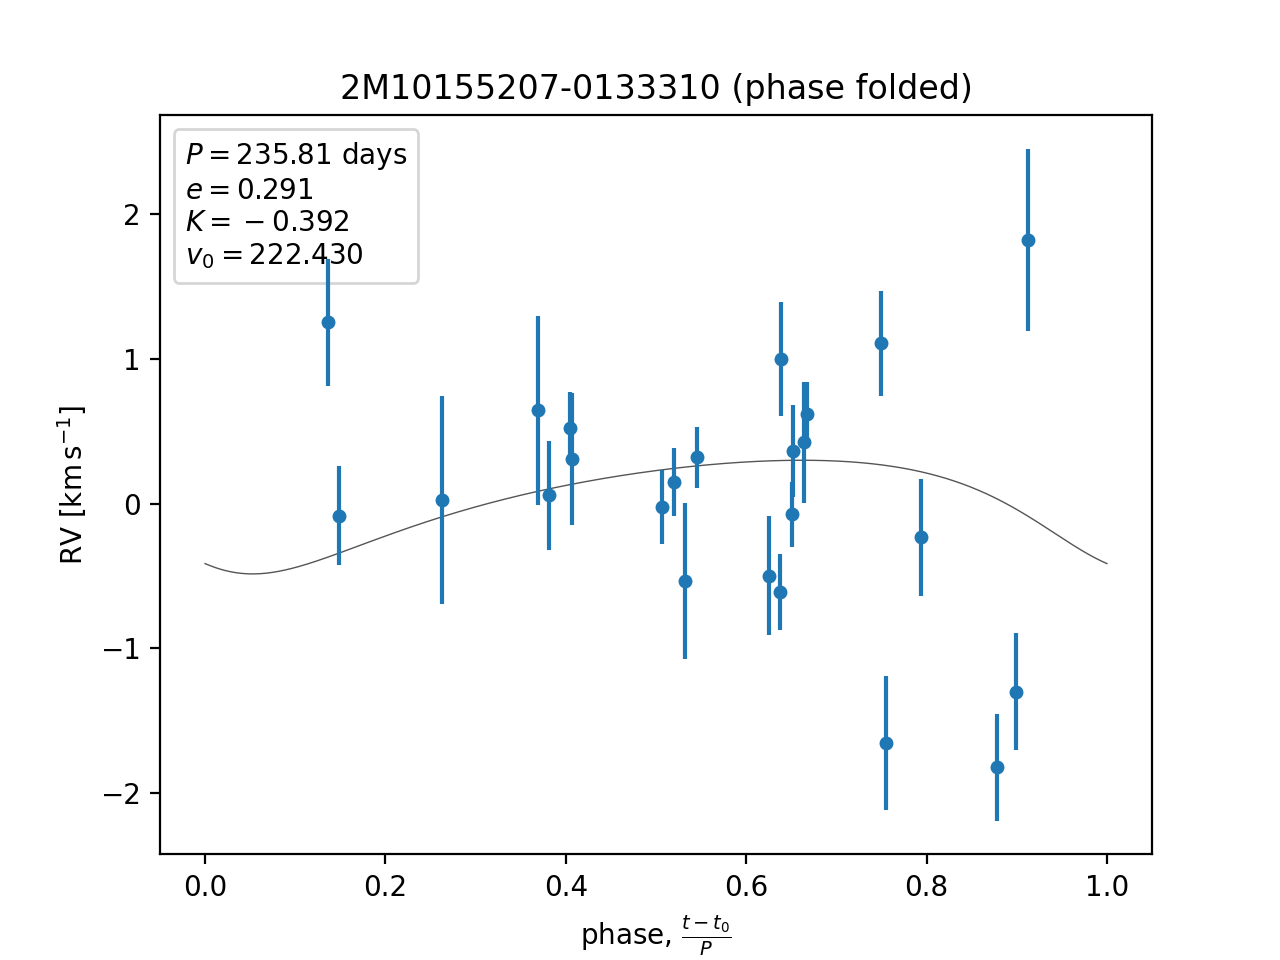 2M10155207-0133310 (phase folded)
P = 235.81 days
e = 0.291
K = −0.392
v₀ = 222.430
RV [km s⁻¹]
2
1
0
−1
−2
0.0 0.2 0.4 0.6 0.8 1.0
phase, (t − t₀)/P